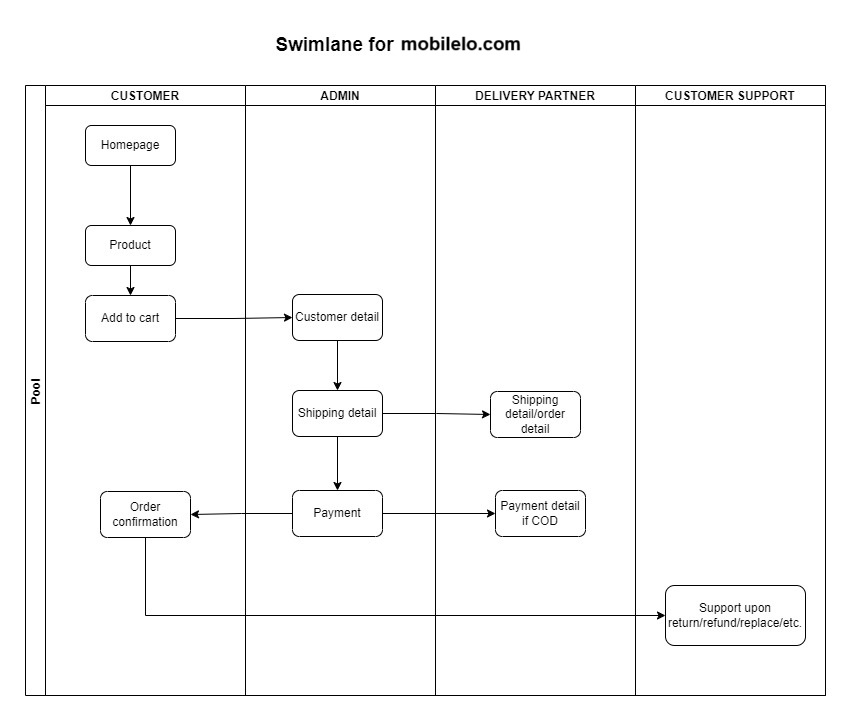 Swimlane for mobilelo.com
CUSTOMER
ADMIN
DELIVERY PARTNER
CUSTOMER SUPPORT
Pool
Homepage
Product
Add to cart
Customer detail
Shipping detail
Shipping
detail/order
detail
Order
confirmation
Payment
Payment detail
if COD
Support upon
return/refund/replace/etc.